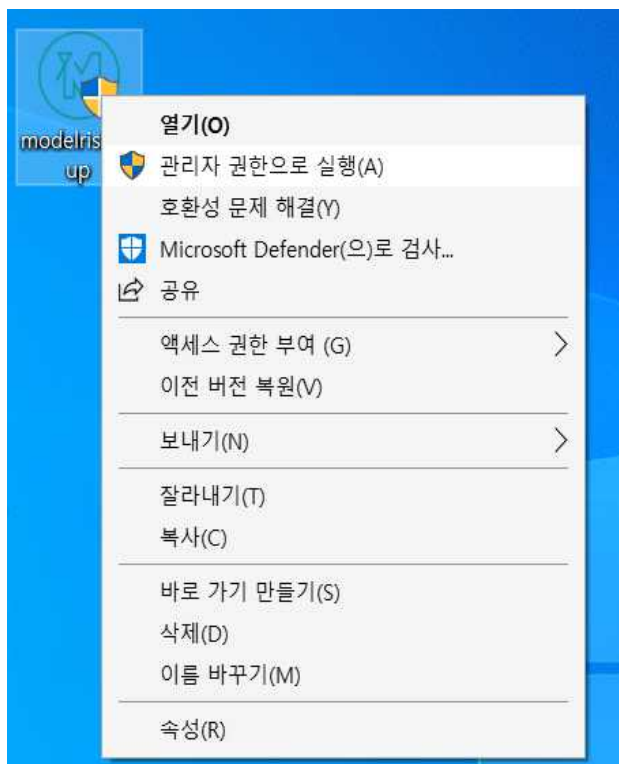 modelris
up
열기(O)
관리자 권한으로 실행(A)
호환성 문제 해결(Y)
Microsoft Defender(으)로 검사...
공유
액세스 권한 부여 (G)
이전 버전 복원(V)
보내기(N)
잘라내기(T)
복사(C)
바로 가기 만들기(S)
삭제(D)
이름 바꾸기(M)
속성(R)